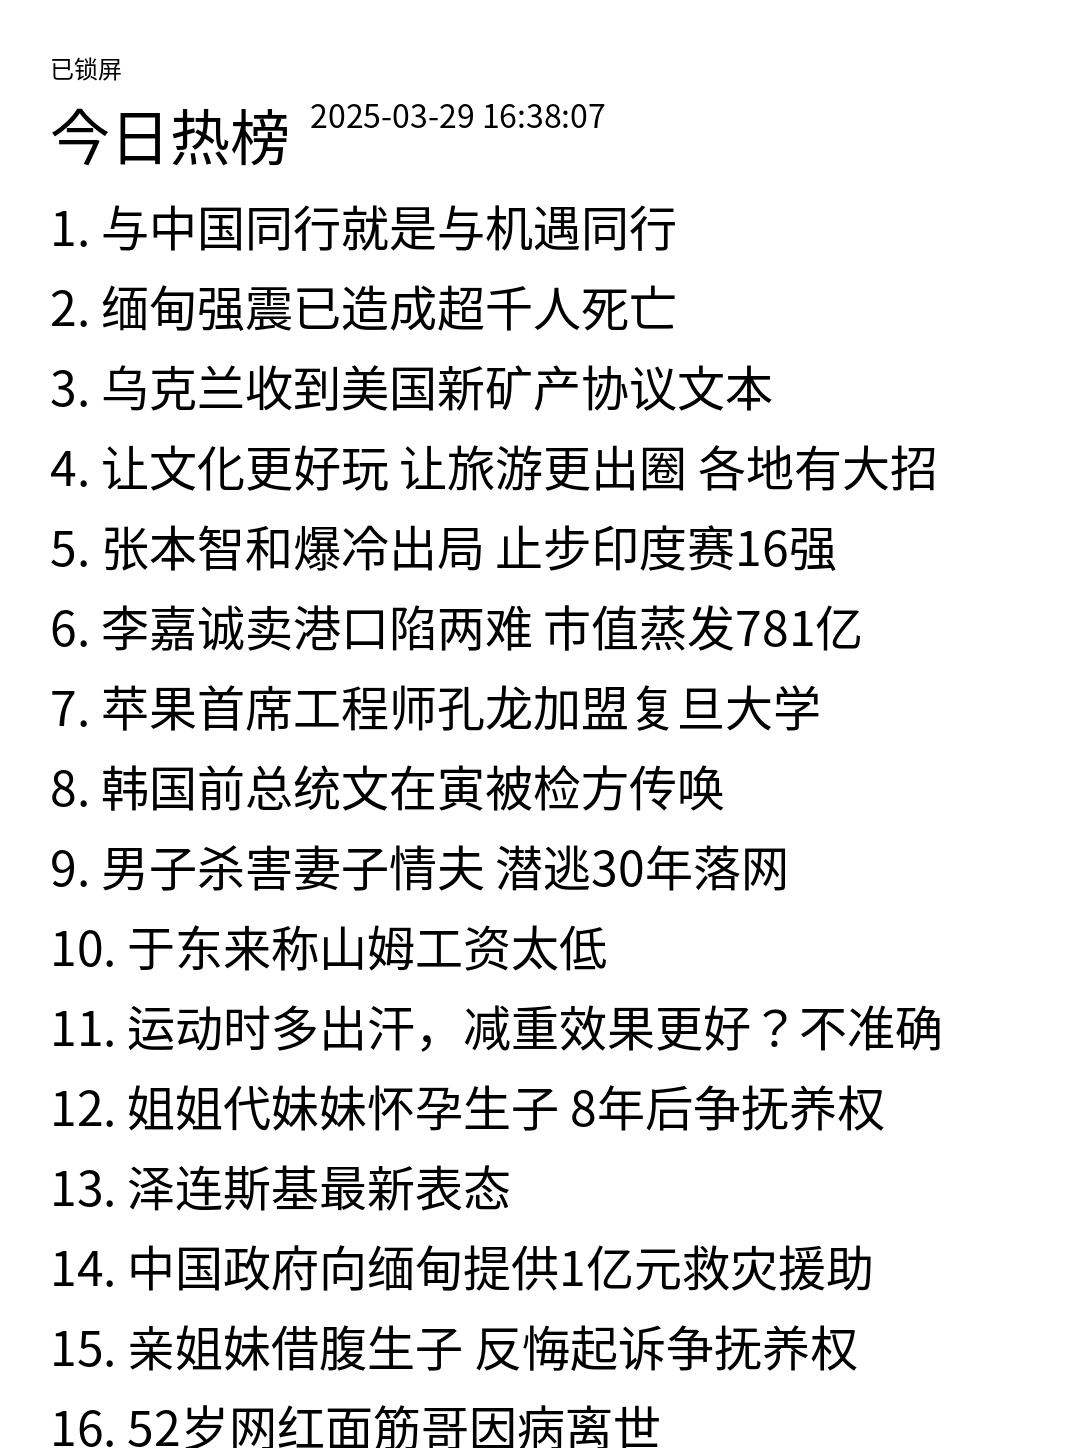 已锁屏
今日热榜 2025-03-29 16:38:07
1. 与中国同行就是与机遇同行
2. 缅甸强震已造成超千人死亡
3. 乌克兰收到美国新矿产协议文本
4. 让文化更好玩 让旅游更出圈 各地有大招
5. 张本智和爆冷出局 止步印度赛16强
6. 李嘉诚卖港口陷两难 市值蒸发781亿
7. 苹果首席工程师孔龙加盟复旦大学
8. 韩国前总统文在寅被检方传唤
9. 男子杀害妻子情夫 潜逃30年落网
10. 于东来称山姆工资太低
11. 运动时多出汗，减重效果更好？不准确
12. 姐姐代妹妹怀孕生子 8年后争抚养权
13. 泽连斯基最新表态
14. 中国政府向缅甸提供1亿元救灾援助
15. 亲姐妹借腹生子 反悔起诉争抚养权
16. 52岁网红面筋哥因病离世